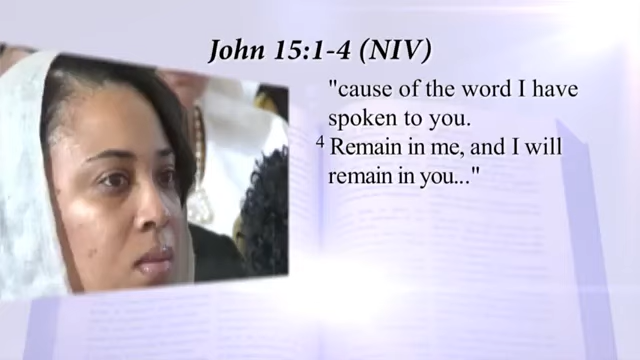 John 15:1-4 (NIV)
"cause of the word I have
spoken to you.
4 Remain in me, and I will
remain in you..."